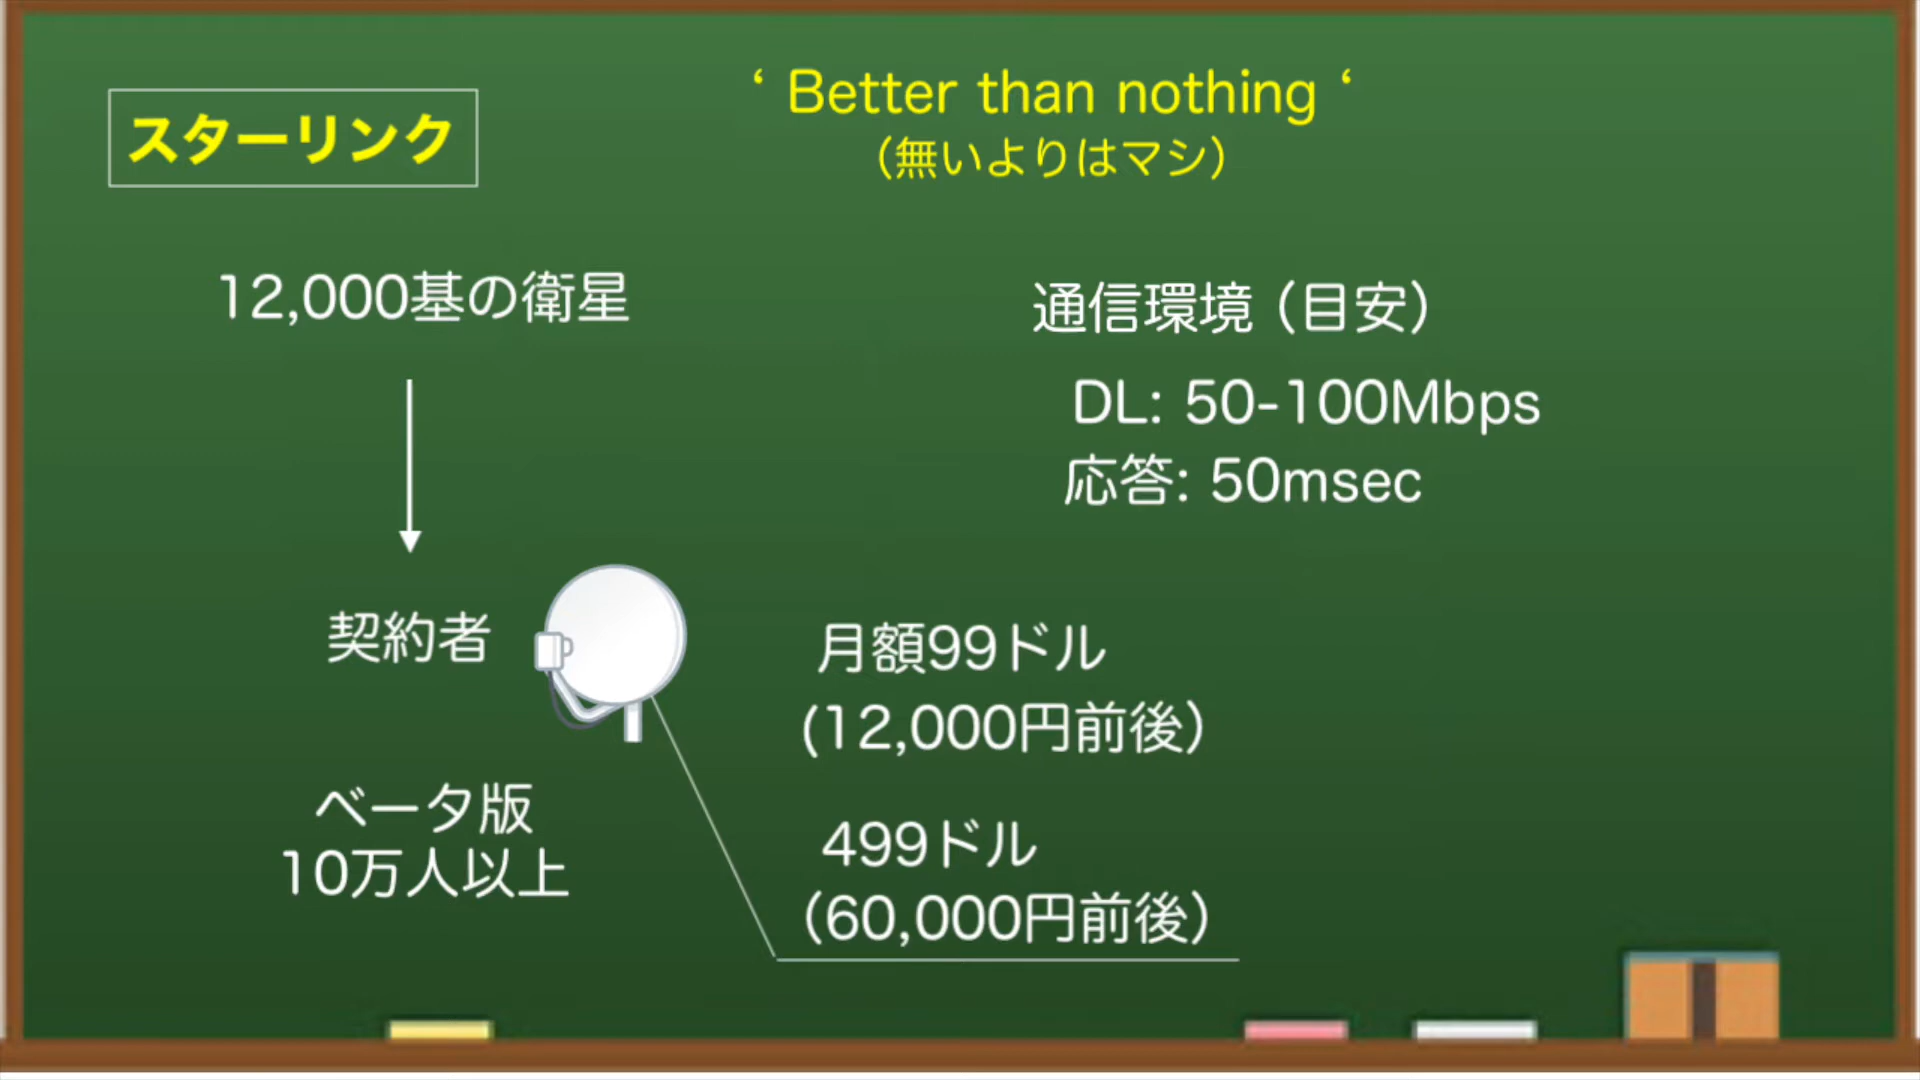 スターリンク
‘ Better than nothing ‘
（無いよりはマシ）
12,000基の衛星
通信環境（目安）
DL: 50-100Mbps
応答: 50msec
契約者
月額99ドル
(12,000円前後）
ベータ版
10万人以上
499ドル
（60,000円前後）